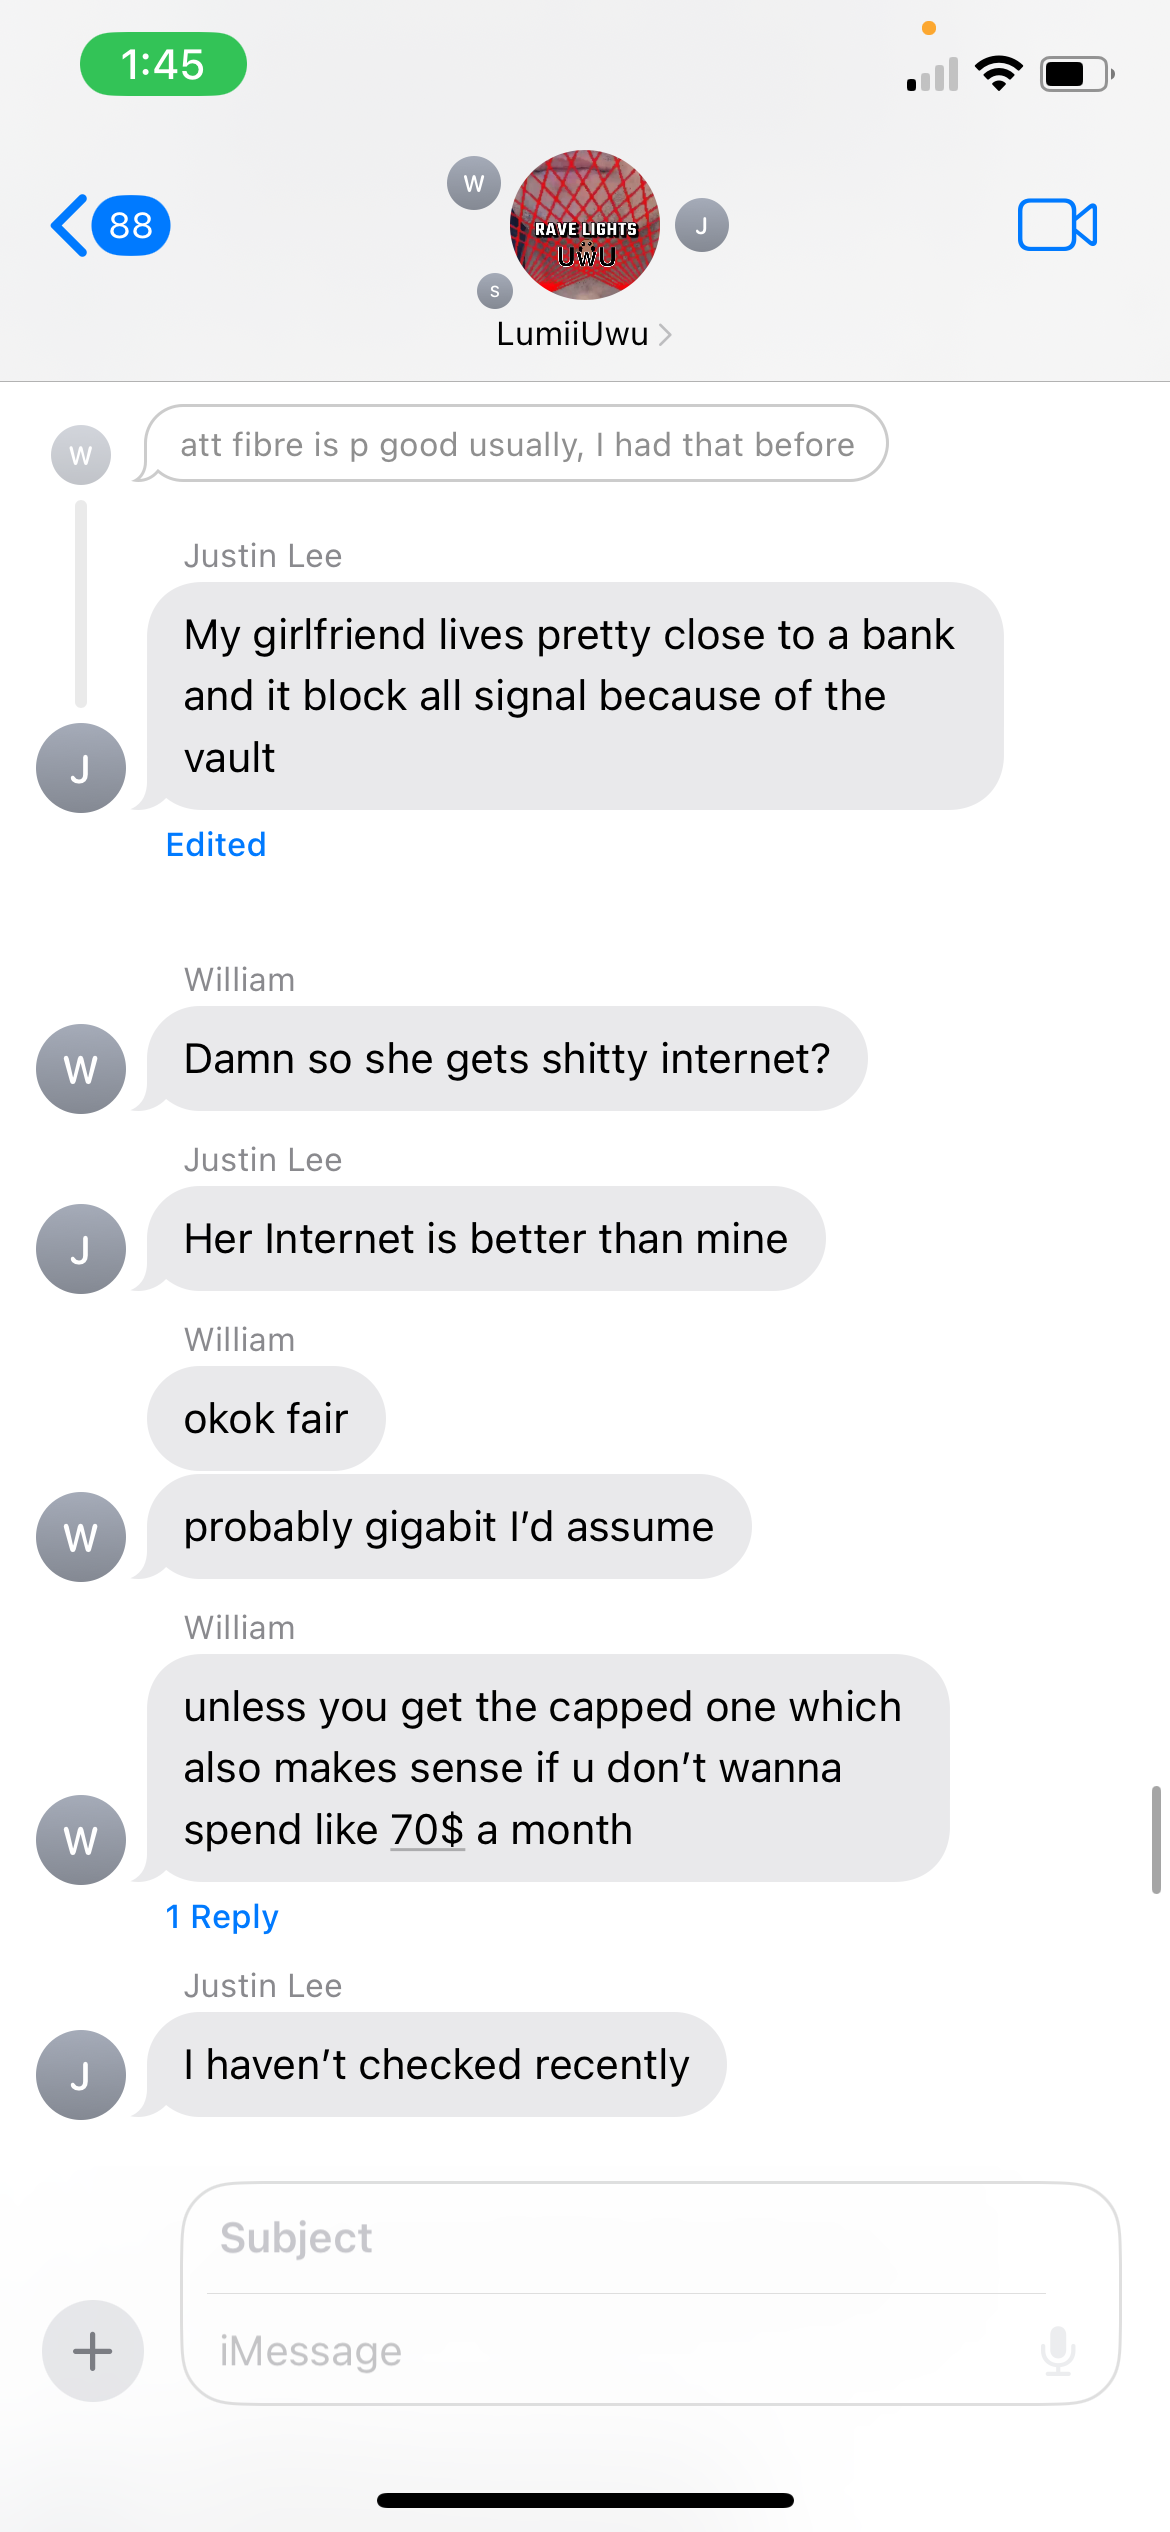 1:45
88
W
J
S
RAVE LIGHTS
UWU
LumiiUwu
W
att fibre is p good usually, I had that before
Justin Lee
My girlfriend lives pretty close to a bank
and it block all signal because of the
vault
J
Edited
William
Damn so she gets shitty internet?
W
Justin Lee
Her Internet is better than mine
J
William
okok fair
probably gigabit I’d assume
W
William
unless you get the capped one which
also makes sense if u don’t wanna
spend like 70$ a month
W
1 Reply
Justin Lee
I haven’t checked recently
J
Subject
iMessage